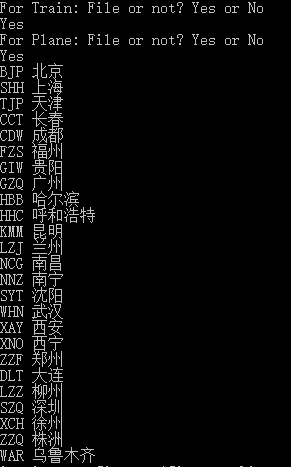 For Train: File or not? Yes or No
Yes
For Plane: File or not? Yes or No
Yes
BJP 北京
SHH 上海
TJP 天津
CCT 长春
CDW 成都
FZS 福州
GIW 贵阳
GZQ 广州
HBB 哈尔滨
HHC 呼和浩特
KMM 昆明
LZJ 兰州
NCG 南昌
NNZ 南宁
SYT 沈阳
WHN 武汉
XAY 西安
XNO 西宁
ZZF 郑州
DLT 大连
LZZ 柳州
SZQ 深圳
XCH 徐州
ZZQ 株洲
WAR 乌鲁木齐